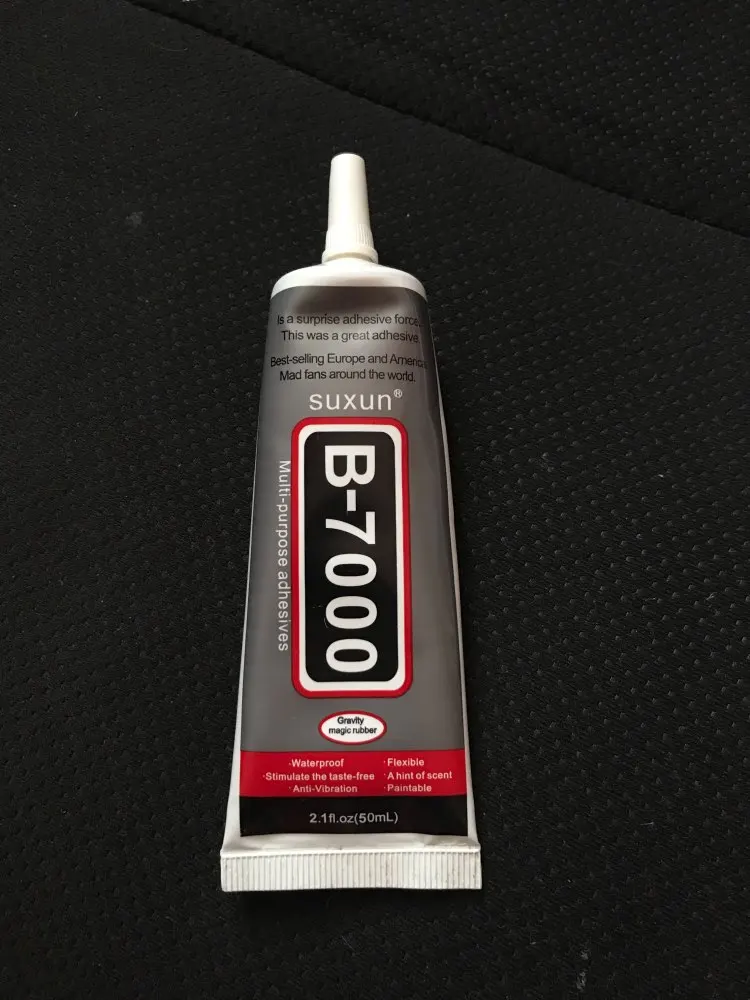 Is a surprise adhesive force.
This was a great adhesive
Best-selling Europe and America
Mad fans around the world.
suxun®
B-7000
Multi-purpose adhesives
Gravity
magic rubber
·Waterproof ·Flexible
·Stimulate the taste-free ·A hint of scent
·Anti-Vibration ·Paintable
2.1fl.oz(50mL)